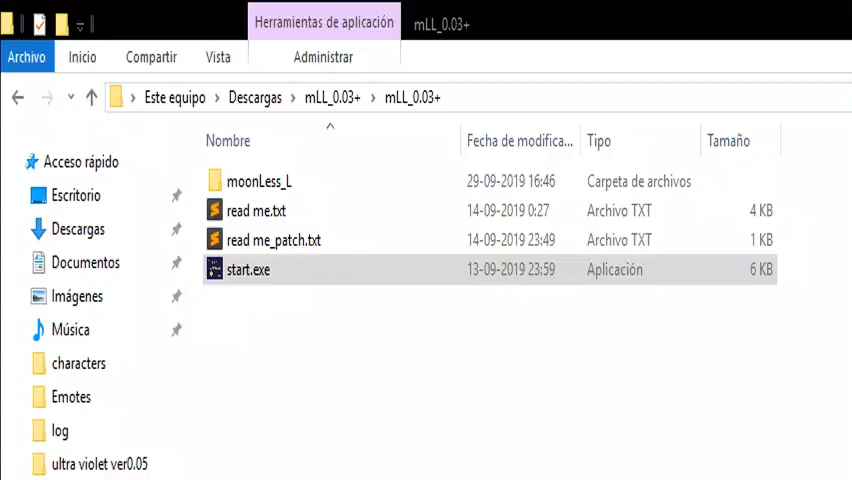 Herramientas de aplicación
mLL_0.03+
Archivo
Inicio
Compartir
Vista
Administrar
Este equipo
Descargas
mLL_0.03+
mLL_0.03+
Nombre
Fecha de modifica...
Tipo
Tamaño
Acceso rápido
Escritorio
Descargas
Documentos
Imágenes
Música
characters
Emotes
log
ultra violet ver0.05
moonLess_L 29-09-2019 16:46 Carpeta de archivos
read me.txt 14-09-2019 0:27 Archivo TXT 4 KB
read me_patch.txt 14-09-2019 23:49 Archivo TXT 1 KB
start.exe 13-09-2019 23:59 Aplicación 6 KB